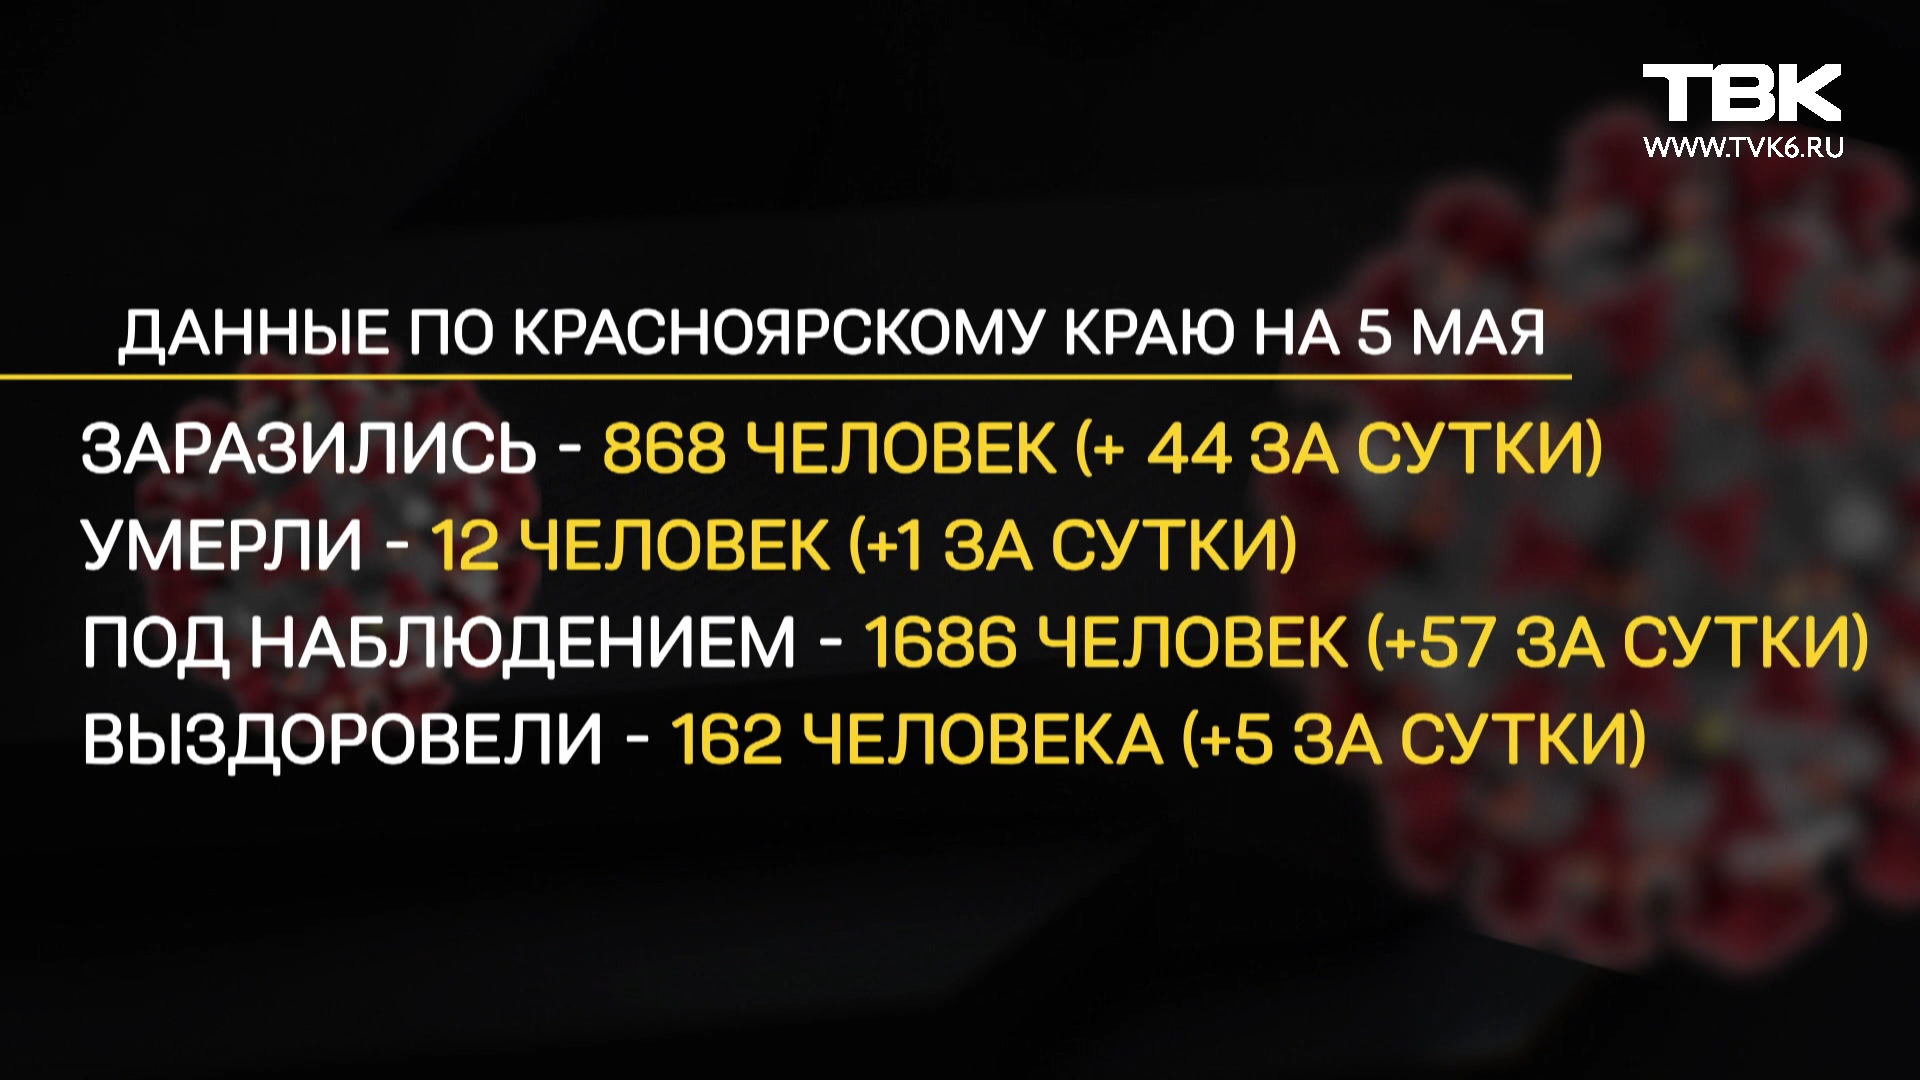 ТВК
WWW.TVK6.RU
ДАННЫЕ ПО КРАСНОЯРСКОМУ КРАЮ НА 5 МАЯ
ЗАРАЗИЛИСЬ - 868 ЧЕЛОВЕК (+ 44 ЗА СУТКИ)
УМЕРЛИ - 12 ЧЕЛОВЕК (+1 ЗА СУТКИ)
ПОД НАБЛЮДЕНИЕМ - 1686 ЧЕЛОВЕК (+57 ЗА СУТКИ)
ВЫЗДОРОВЕЛИ - 162 ЧЕЛОВЕКА (+5 ЗА СУТКИ)